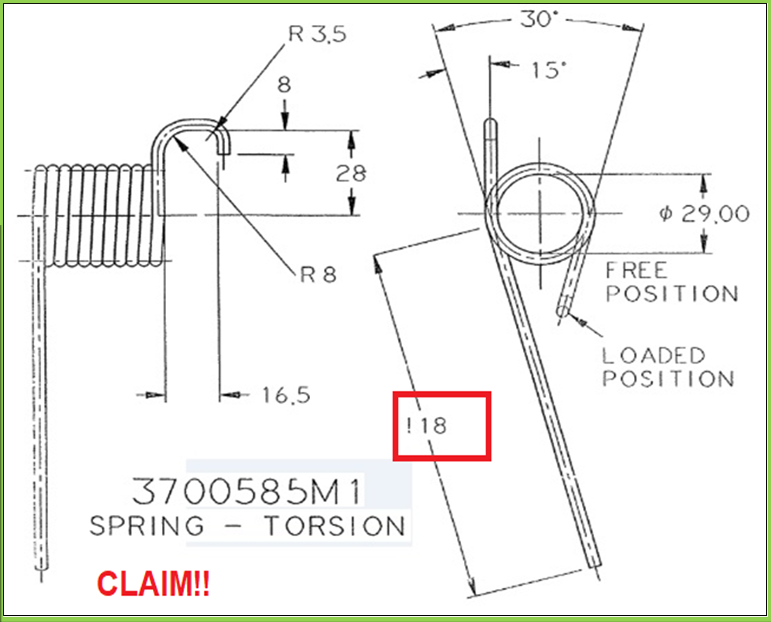 R 3,5
8
28
R 8
16,5
30°
15°
ϕ 29,00
FREE
POSITION
LOADED
POSITION
!18
3700585M1
SPRING - TORSION
CLAIM!!